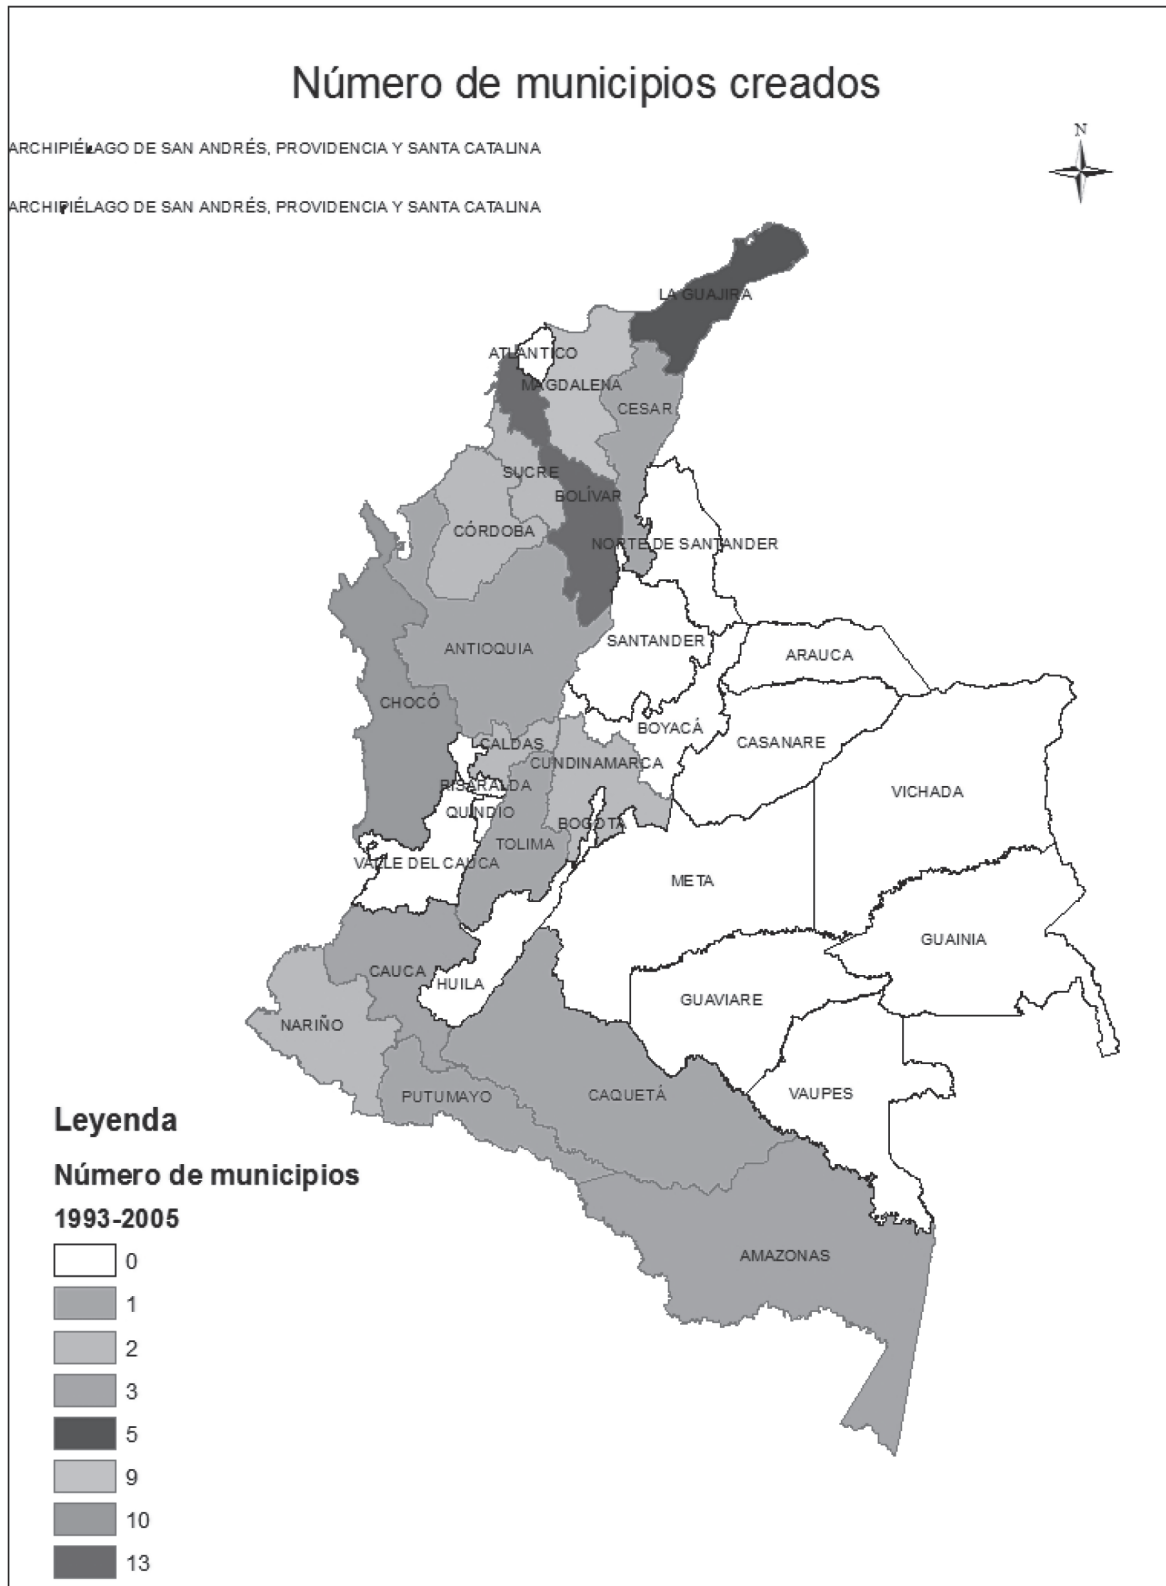 Número de municipios creados
N
ARCHIPIÉLAGO DE SAN ANDRÉS, PROVIDENCIA Y SANTA CATALINA
ARCHIPIÉLAGO DE SAN ANDRÉS, PROVIDENCIA Y SANTA CATALINA
LA GUAJIRA
ATLÁNTICO
MAGDALENA
CESAR
SUCRE
BOLÍVAR
CÓRDOBA
NORTE DE SANTANDER
SANTANDER
ANTIOQUIA
ARAUCA
CHOCÓ
BOYACÁ
CALDAS
CASANARE
CUNDINAMARCA
RISARALDA
VICHADA
QUINDIO
BOGOTÁ
TOLIMA
VALLE DEL CAUCA
META
GUAINIA
CAUCA
HUILA
GUAVIARE
NARIÑO
PUTUMAYO
CAQUETÁ
VAUPES
AMAZONAS
Leyenda
Número de municipios
1993-2005
0
1
2
3
5
9
10
13